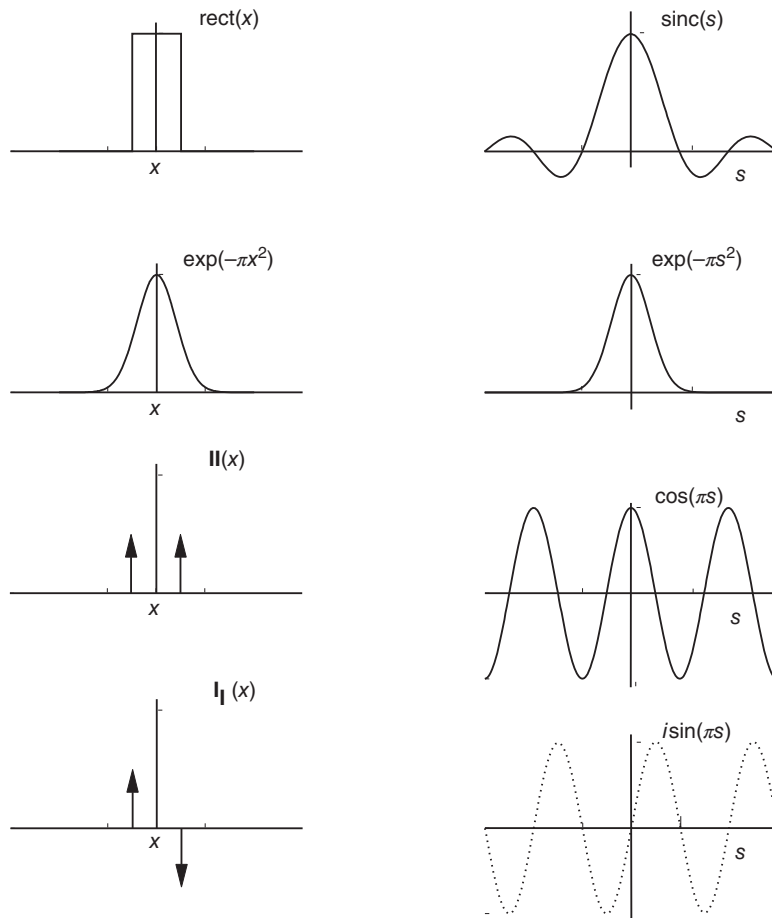 rect(x)
sinc(s)
x
s
exp(−πx²)
exp(−πs²)
x
s
II(x)
cos(πs)
x
s
I_I (x)
i sin(πs)
x
s